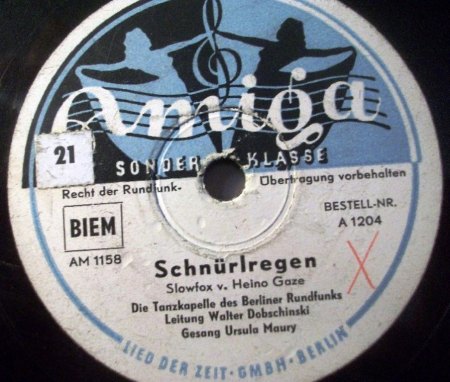 Amiga
SONDER KLASSE
21
Recht der Rundfunk- Übertragung vorbehalten
BIEM
BESTELL-NR.
A 1204
AM 1158
Schnürlregen
Slowfox v. Heino Gaze
Die Tanzkapelle des Berliner Rundfunks
Leitung Walter Dobschinski
Gesang Ursula Maury
X
LIED DER ZEIT · GMBH · BERLIN